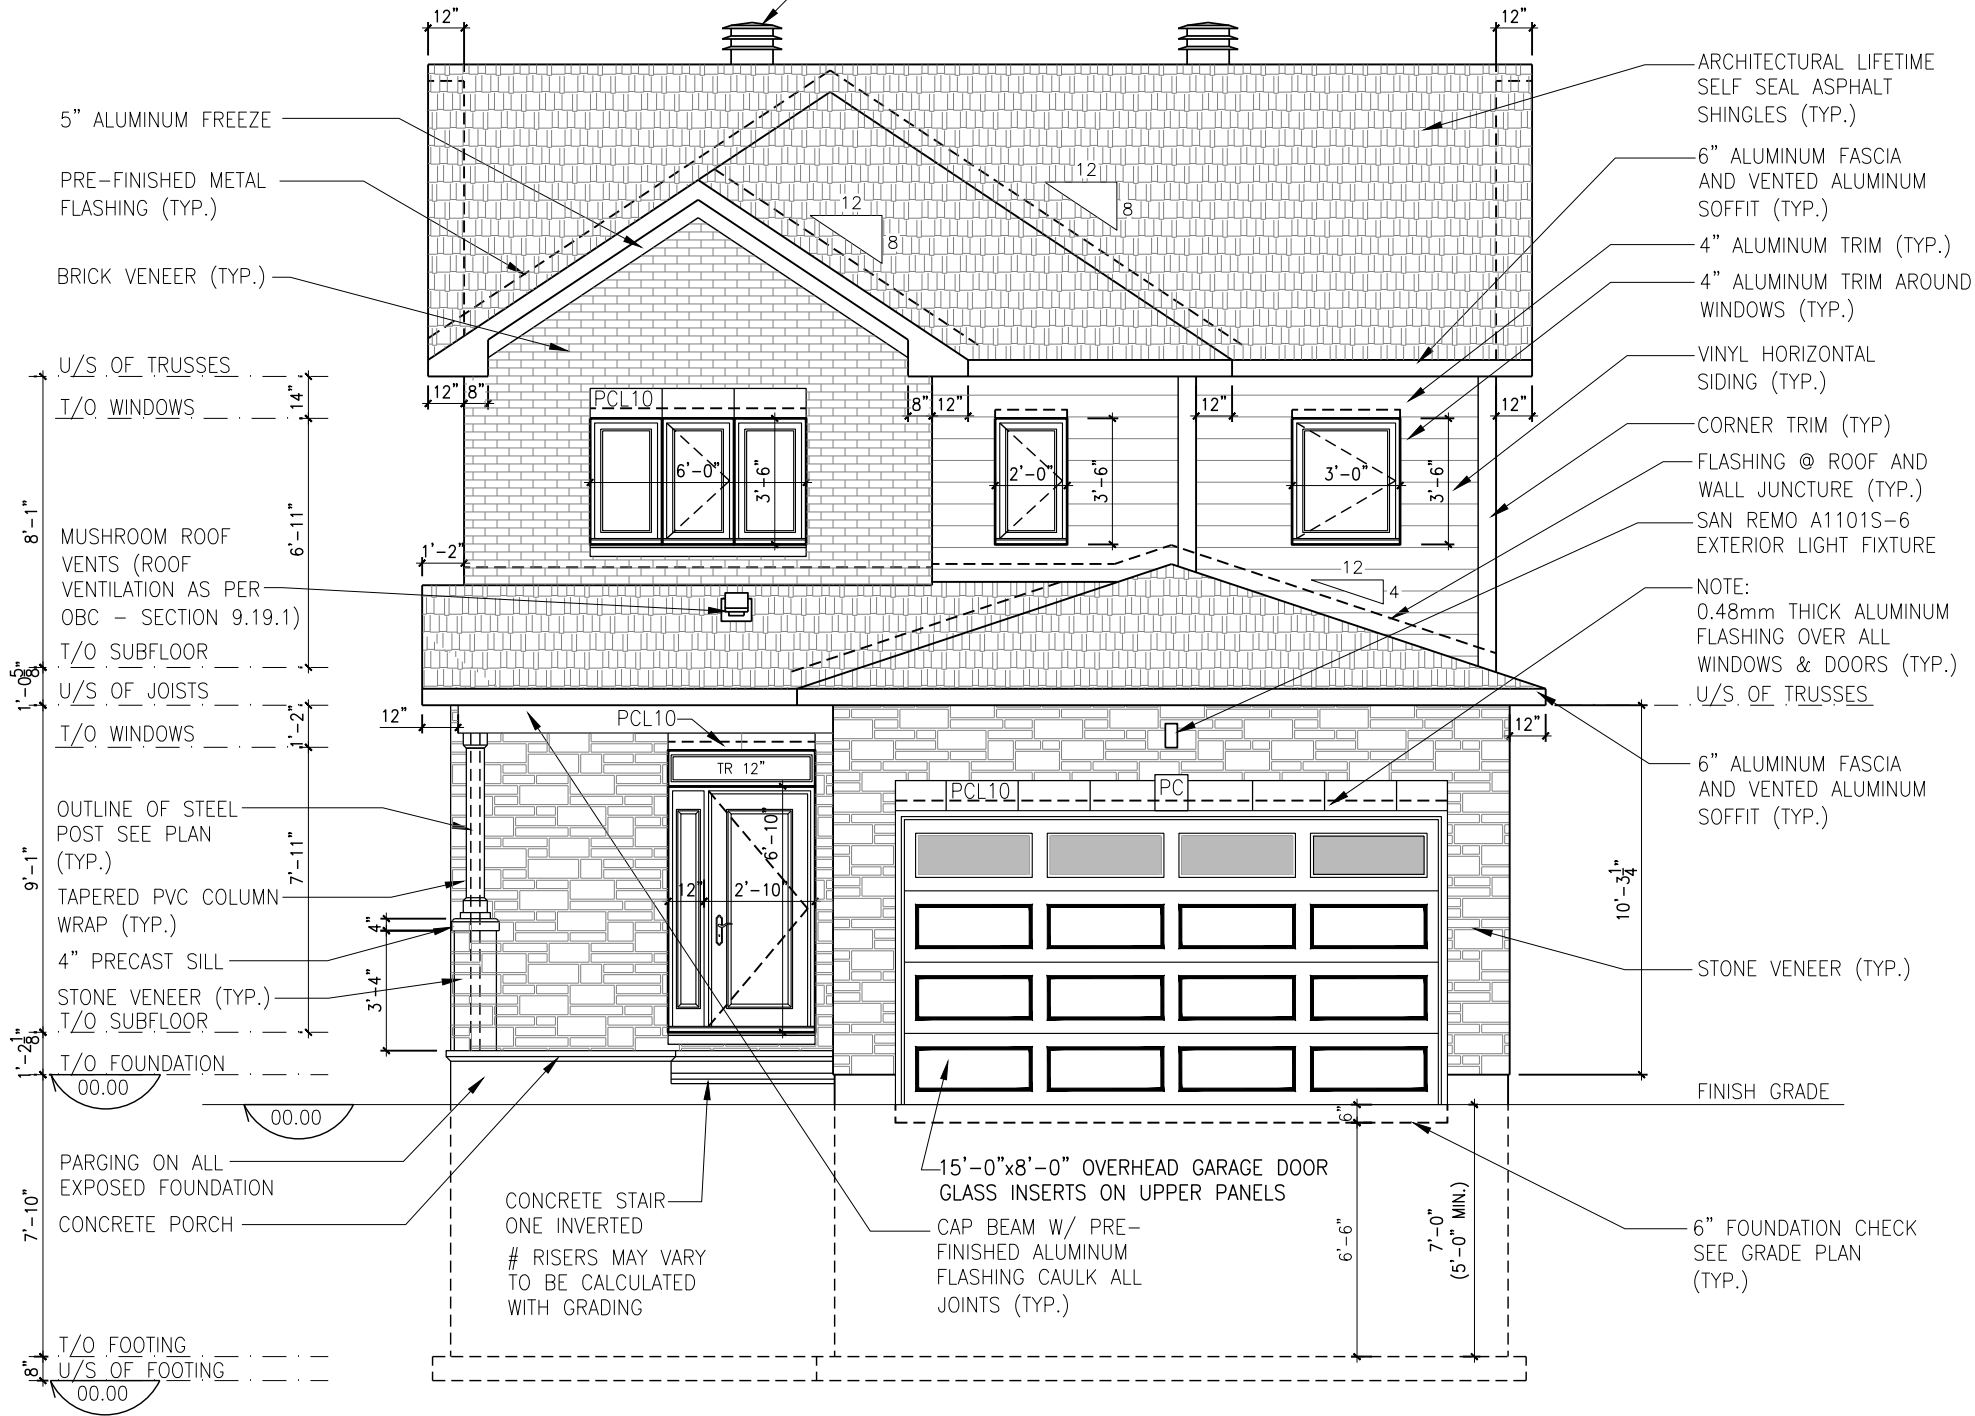 12"
12"
5" ALUMINUM FREEZE
PRE-FINISHED METAL
FLASHING (TYP.)
BRICK VENEER (TYP.)
U/S OF TRUSSES
T/O WINDOWS
14"
8'-1"
6'-11"
MUSHROOM ROOF
VENTS (ROOF
VENTILATION AS PER
OBC - SECTION 9.19.1)
T/O SUBFLOOR
1'-0 5/8"
U/S OF JOISTS
T/O WINDOWS
1'-2"
9'-1"
7'-11"
OUTLINE OF STEEL
POST SEE PLAN
(TYP.)
TAPERED PVC COLUMN
WRAP (TYP.)
4" PRECAST SILL
STONE VENEER (TYP.)
T/O SUBFLOOR
4"
3'-4"
1'-2 1/8"
T/O FOUNDATION
00.00
00.00
PARGING ON ALL
EXPOSED FOUNDATION
CONCRETE PORCH
7'-10"
T/O FOOTING
U/S OF FOOTING
8"
00.00
12
8
12
8
12"
8"
PCL10
8"
12"
12"
12"
6'-0"
3'-6"
2'-0"
3'-6"
3'-0"
3'-6"
1'-2"
12
4
12"
PCL10
TR 12"
6'-10"
12"
2'-10"
PCL10
PC
12"
10'-3 1/4"
CONCRETE STAIR
ONE INVERTED
# RISERS MAY VARY
TO BE CALCULATED
WITH GRADING
15'-0"x8'-0" OVERHEAD GARAGE DOOR
GLASS INSERTS ON UPPER PANELS
CAP BEAM W/ PRE-
FINISHED ALUMINUM
FLASHING CAULK ALL
JOINTS (TYP.)
6"
6'-6"
7'-0"
(5'-0" MIN.)
ARCHITECTURAL LIFETIME
SELF SEAL ASPHALT
SHINGLES (TYP.)
6" ALUMINUM FASCIA
AND VENTED ALUMINUM
SOFFIT (TYP.)
4" ALUMINUM TRIM (TYP.)
4" ALUMINUM TRIM AROUND
WINDOWS (TYP.)
VINYL HORIZONTAL
SIDING (TYP.)
CORNER TRIM (TYP)
FLASHING @ ROOF AND
WALL JUNCTURE (TYP.)
SAN REMO A1101S-6
EXTERIOR LIGHT FIXTURE
NOTE:
0.48mm THICK ALUMINUM
FLASHING OVER ALL
WINDOWS & DOORS (TYP.)
U/S OF TRUSSES
6" ALUMINUM FASCIA
AND VENTED ALUMINUM
SOFFIT (TYP.)
STONE VENEER (TYP.)
FINISH GRADE
6" FOUNDATION CHECK
SEE GRADE PLAN
(TYP.)